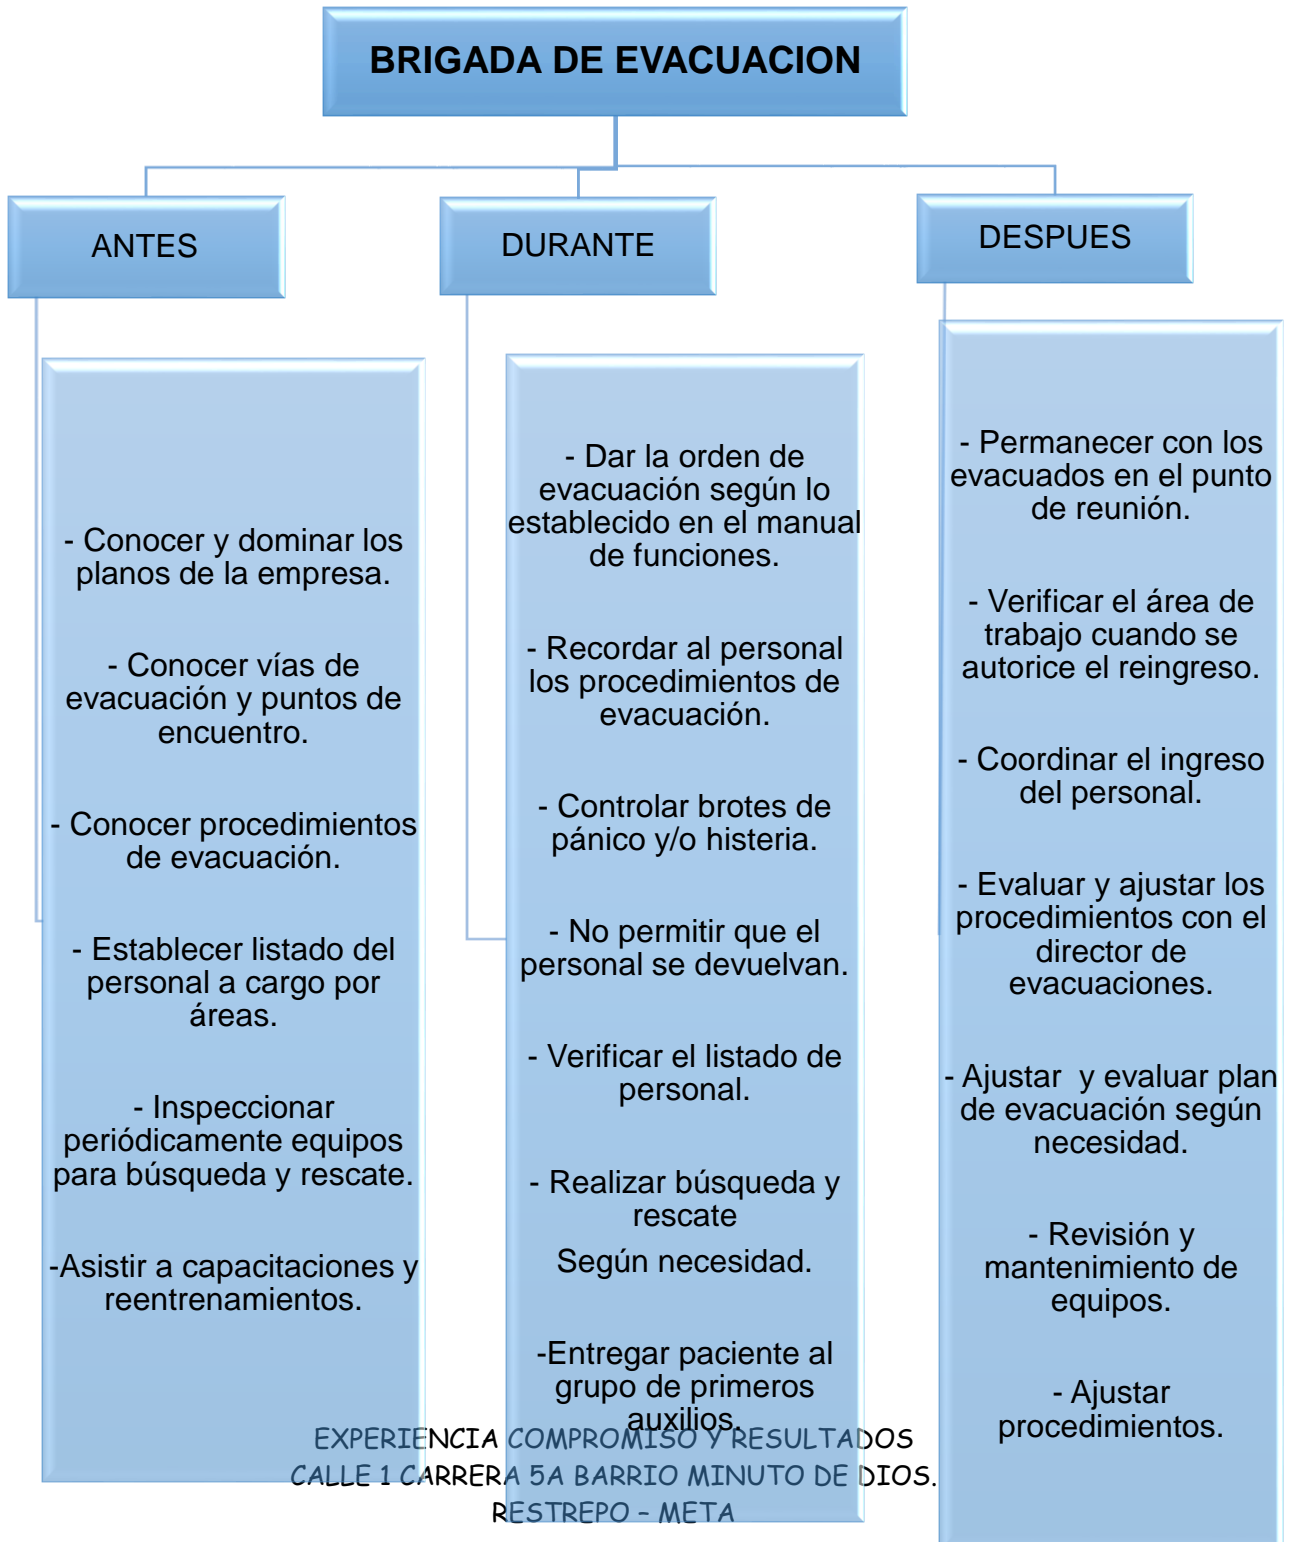 BRIGADA DE EVACUACION
ANTES
- Conocer y dominar los
planos de la empresa.
- Conocer vías de
evacuación y puntos de
encuentro.
- Conocer procedimientos
de evacuación.
- Establecer listado del
personal a cargo por
áreas.
- Inspeccionar
periódicamente equipos
para búsqueda y rescate.
-Asistir a capacitaciones y
reentrenamientos.
DURANTE
- Dar la orden de
evacuación según lo
establecido en el manual
de funciones.
- Recordar al personal
los procedimientos de
evacuación.
- Controlar brotes de
pánico y/o histeria.
- No permitir que el
personal se devuelvan.
- Verificar el listado de
personal.
- Realizar búsqueda y
rescate
Según necesidad.
-Entregar paciente al
grupo de primeros
auxilios.
DESPUES
- Permanecer con los
evacuados en el punto
de reunión.
- Verificar el área de
trabajo cuando se
autorice el reingreso.
- Coordinar el ingreso
del personal.
- Evaluar y ajustar los
procedimientos con el
director de
evacuaciones.
- Ajustar  y evaluar plan
de evacuación según
necesidad.
- Revisión y
mantenimiento de
equipos.
- Ajustar
procedimientos.
EXPERIENCIA COMPROMISO Y RESULTADOS
CALLE 1 CARRERA 5A BARRIO MINUTO DE DIOS.
RESTREPO – META